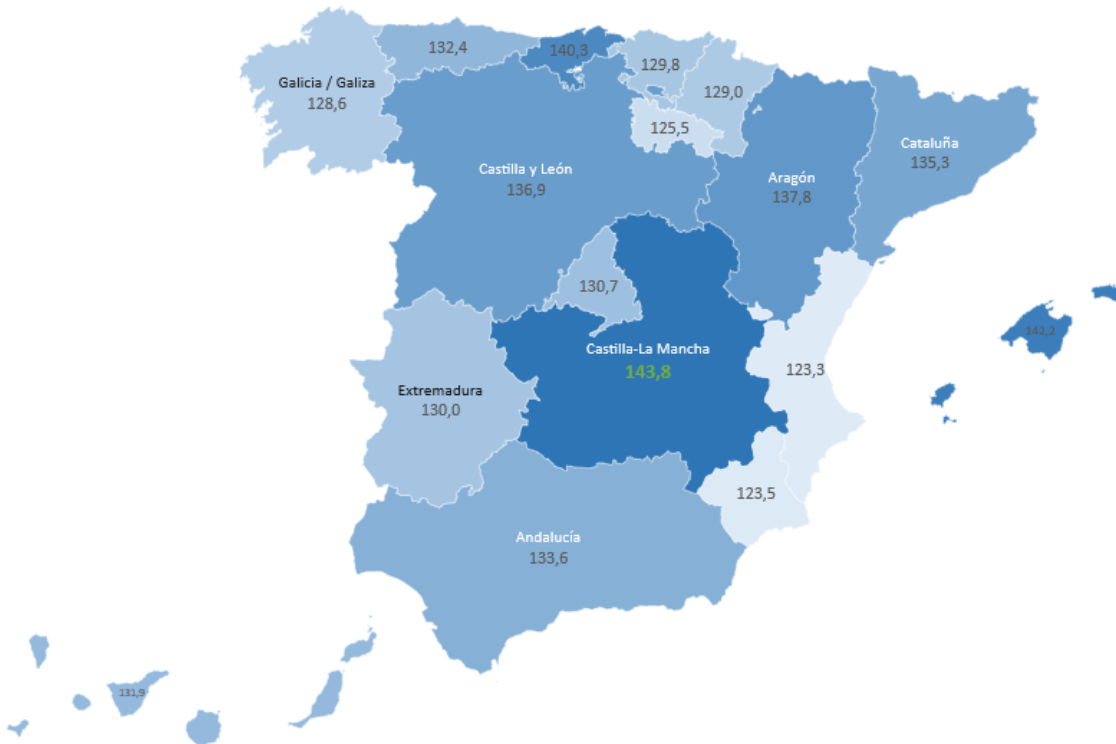 132,4
140,3
129,8
Galicia / Galiza
128,6
129,0
125,5
Cataluña
135,3
Castilla y León
136,9
Aragón
137,8
130,7
142,2
Castilla-La Mancha
143,8
123,3
Extremadura
130,0
123,5
Andalucía
133,6
131,9